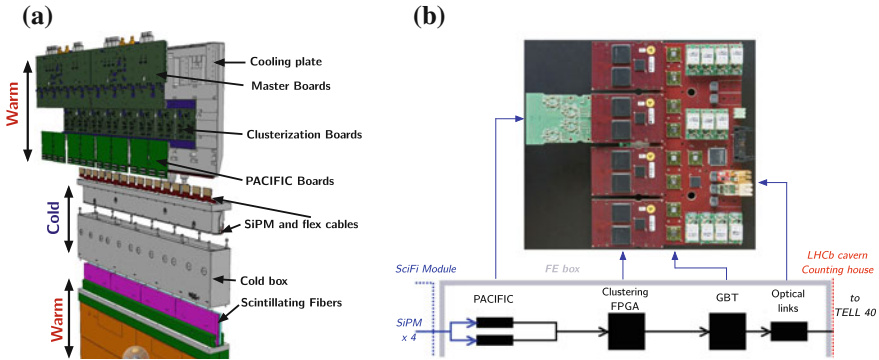 (a)
Cooling plate
Master Boards
Warm
Clusterization Boards
PACIFIC Boards
Cold
SiPM and flex cables
Cold box
Scintillating Fibers
Warm
(b)
SciFi Module
FE box
LHCb cavern
Counting house
PACIFIC
Clustering
FPGA
GBT
Optical
links
to
TELL 40
SiPM
x 4